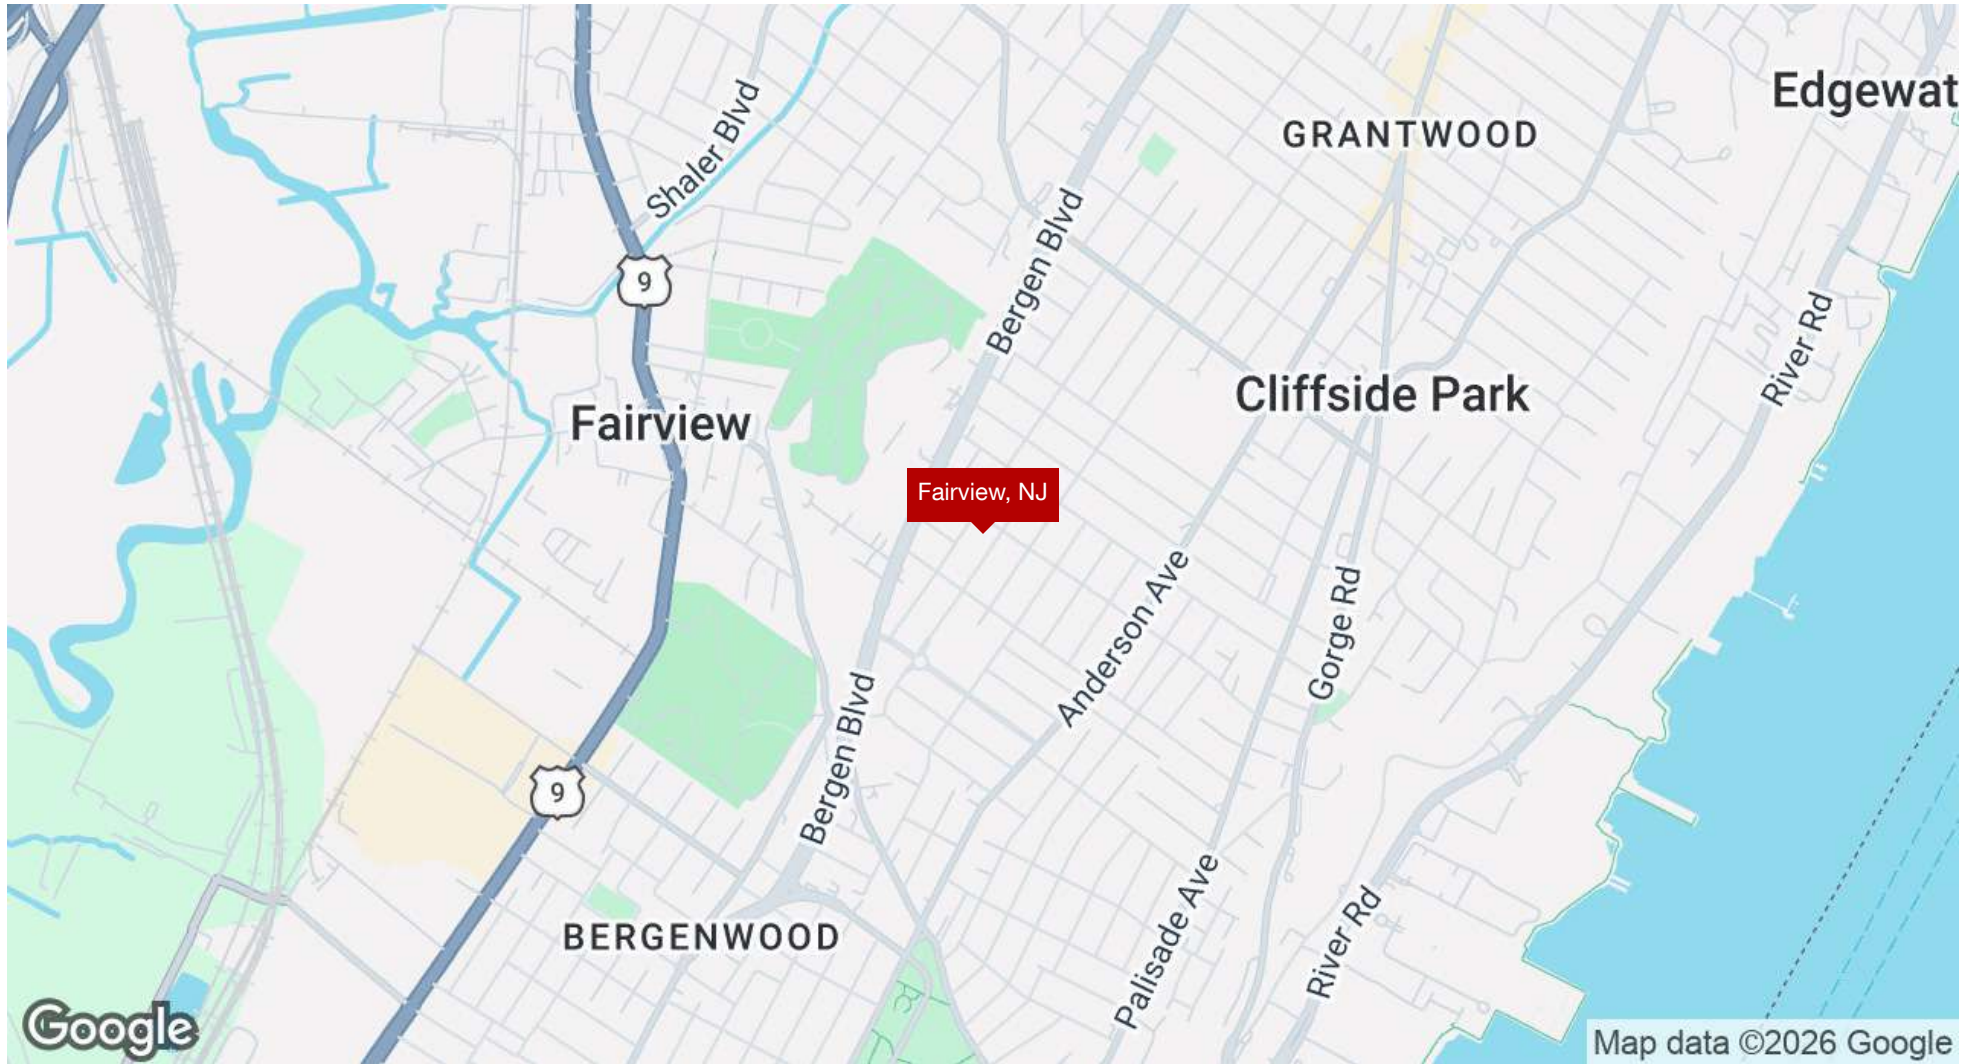 Edgewat
GRANTWOOD
Shaler Blvd
Bergen Blvd
9
River Rd
Cliffside Park
Fairview
Fairview, NJ
Anderson Ave
Gorge Rd
Bergen Blvd
9
Palisade Ave
River Rd
BERGENWOOD
Google
Map data ©2026 Google